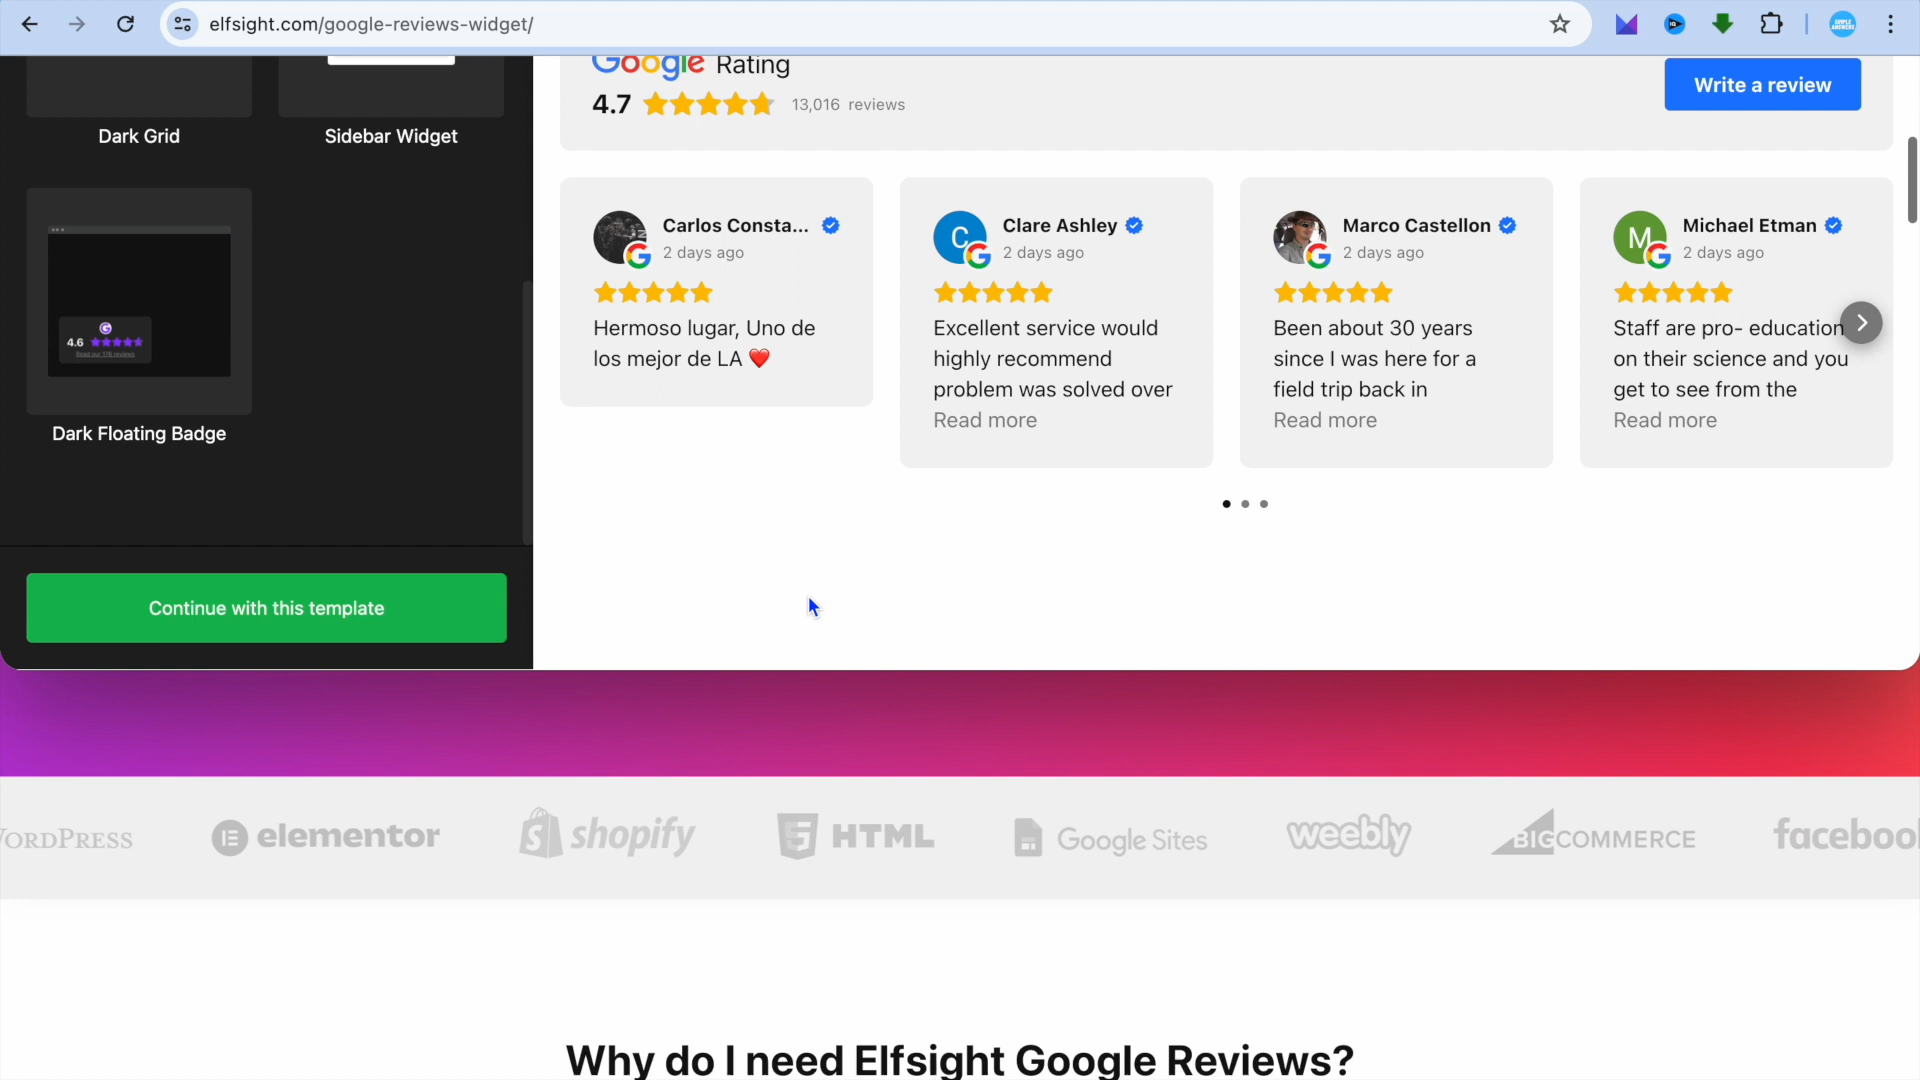 elfsight.com/google-reviews-widget/
Google Rating
4.7 13,016 reviews
Write a review
Dark Grid
Sidebar Widget
4.6
Read our 176 reviews
Dark Floating Badge
Continue with this template
Carlos Consta...
2 days ago
Hermoso lugar, Uno de
los mejor de LA ❤️
C
Clare Ashley
2 days ago
Excellent service would
highly recommend
problem was solved over
Read more
Marco Castellon
2 days ago
Been about 30 years
since I was here for a
field trip back in
Read more
M
Michael Etman
2 days ago
Staff are pro- education
on their science and you
get to see from the
Read more
ORDPRESS
elementor
shopify
HTML
Google Sites
weebly
BIGCOMMERCE
faceboo
Why do I need Elfsight Google Reviews?